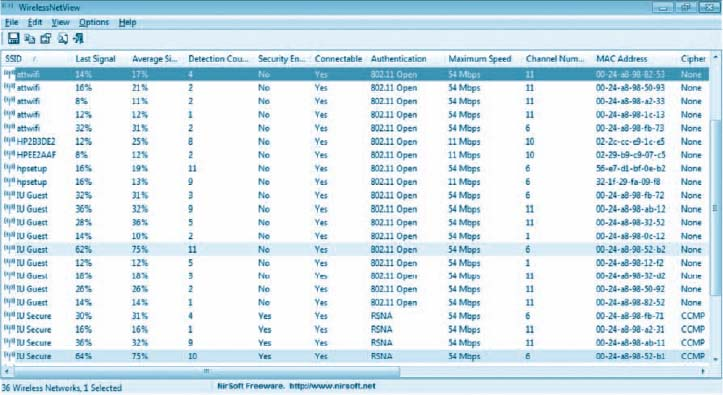 WirelessNetView
File Edit View Options Help
SSID / Last Signal Average Si... Detection Cou... Security En... Connectable Authentication Maximum Speed Channel Num... MAC Address Cipher
attwifi 14% 17% 4 No Yes 802.11 Open 54 Mbps 11 00-24-a8-98-82-53 None
attwifi 16% 21% 2 No Yes 802.11 Open 54 Mbps 11 00-24-a8-98-50-93 None
attwifi 8% 11% 2 No Yes 802.11 Open 54 Mbps 11 00-24-a8-98-a2-33 None
attwifi 12% 12% 1 No Yes 802.11 Open 54 Mbps 11 00-24-a8-98-1c-13 None
attwifi 32% 31% 2 No Yes 802.11 Open 54 Mbps 6 00-24-a8-98-fb-73 None
HP2B3DE2 12% 25% 8 No Yes 802.11 Open 11 Mbps 10 02-2c-cc-e9-1c-e5 None
HPEE2AAF 8% 12% 2 No Yes 802.11 Open 11 Mbps 10 02-29-b9-c9-07-c5 None
hpsetup 16% 19% 11 No Yes 802.11 Open 54 Mbps 6 56-e7-d1-bf-0e-b2 None
hpsetup 16% 13% 9 No Yes 802.11 Open 11 Mbps 6 32-1f-29-fa-09-f8 None
IU Guest 32% 31% 3 No Yes 802.11 Open 54 Mbps 6 00-24-a8-98-fb-72 None
IU Guest 36% 32% 9 No Yes 802.11 Open 54 Mbps 11 00-24-a8-98-ab-12 None
IU Guest 28% 36% 5 No Yes 802.11 Open 54 Mbps 11 00-24-a8-98-32-52 None
IU Guest 14% 10% 2 No Yes 802.11 Open 54 Mbps 1 00-24-a8-98-0c-12 None
IU Guest 62% 75% 11 No Yes 802.11 Open 54 Mbps 6 00-24-a8-98-52-b2 None
IU Guest 12% 12% 5 No Yes 802.11 Open 54 Mbps 1 00-24-a8-98-12-f2 None
IU Guest 18% 18% 3 No Yes 802.11 Open 54 Mbps 11 00-24-a8-98-32-d2 None
IU Guest 26% 26% 2 No Yes 802.11 Open 54 Mbps 11 00-24-a8-98-50-92 None
IU Guest 14% 14% 1 No Yes 802.11 Open 54 Mbps 11 00-24-a8-98-82-52 None
IU Secure 30% 31% 4 Yes Yes RSNA 54 Mbps 6 00-24-a8-98-fb-71 CCMP
IU Secure 16% 16% 1 Yes Yes RSNA 54 Mbps 11 00-24-a8-98-a2-31 CCMP
IU Secure 36% 32% 9 Yes Yes RSNA 54 Mbps 11 00-24-a8-98-ab-11 CCMP
IU Secure 64% 75% 10 Yes Yes RSNA 54 Mbps 6 00-24-a8-98-52-b1 CCMP
36 Wireless Networks, 1 Selected NirSoft Freeware. http://www.nirsoft.net